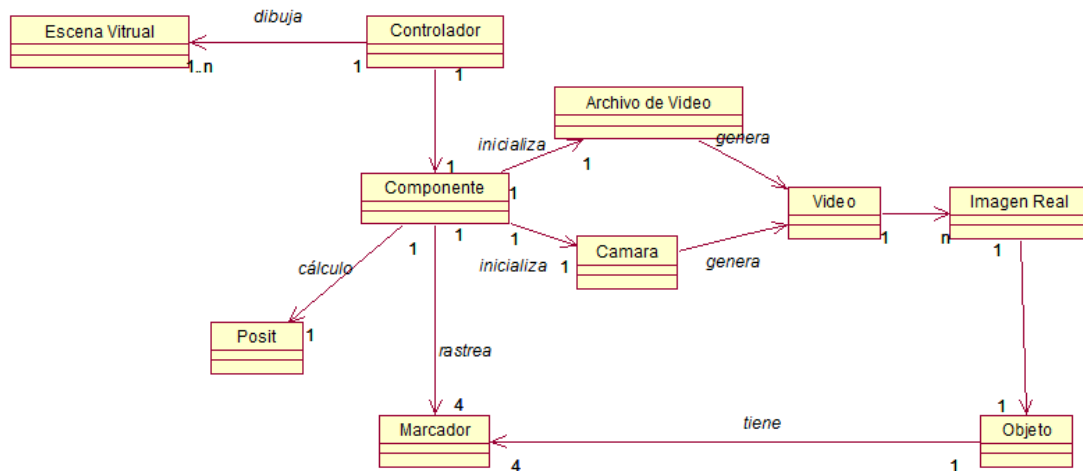 dibuja
Escena Vitrual
Controlador
1..n
1
1
Archivo de Video
inicializa
genera
1
1
Componente
1
Video
Imagen Real
1
1
1
1
n
1
Camara
cálculo
inicializa
1
genera
Posit
1
rastrea
4
1
Marcador
tiene
Objeto
4
1